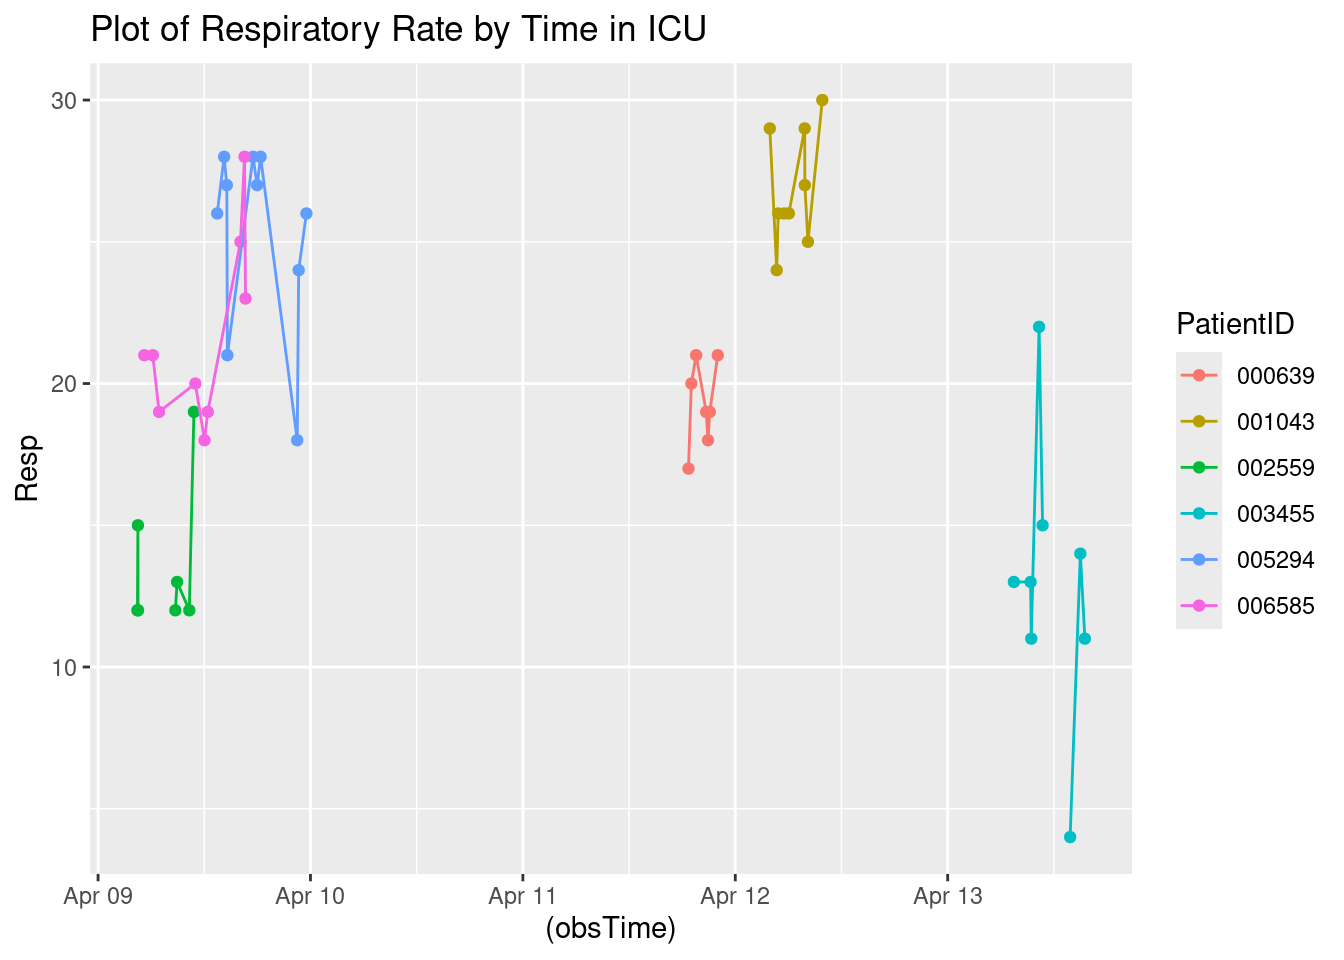 Plot of Respiratory Rate by Time in ICU
30
20
10
Resp
Apr 09 Apr 10 Apr 11 Apr 12 Apr 13
(obsTime)
PatientID
000639
001043
002559
003455
005294
006585